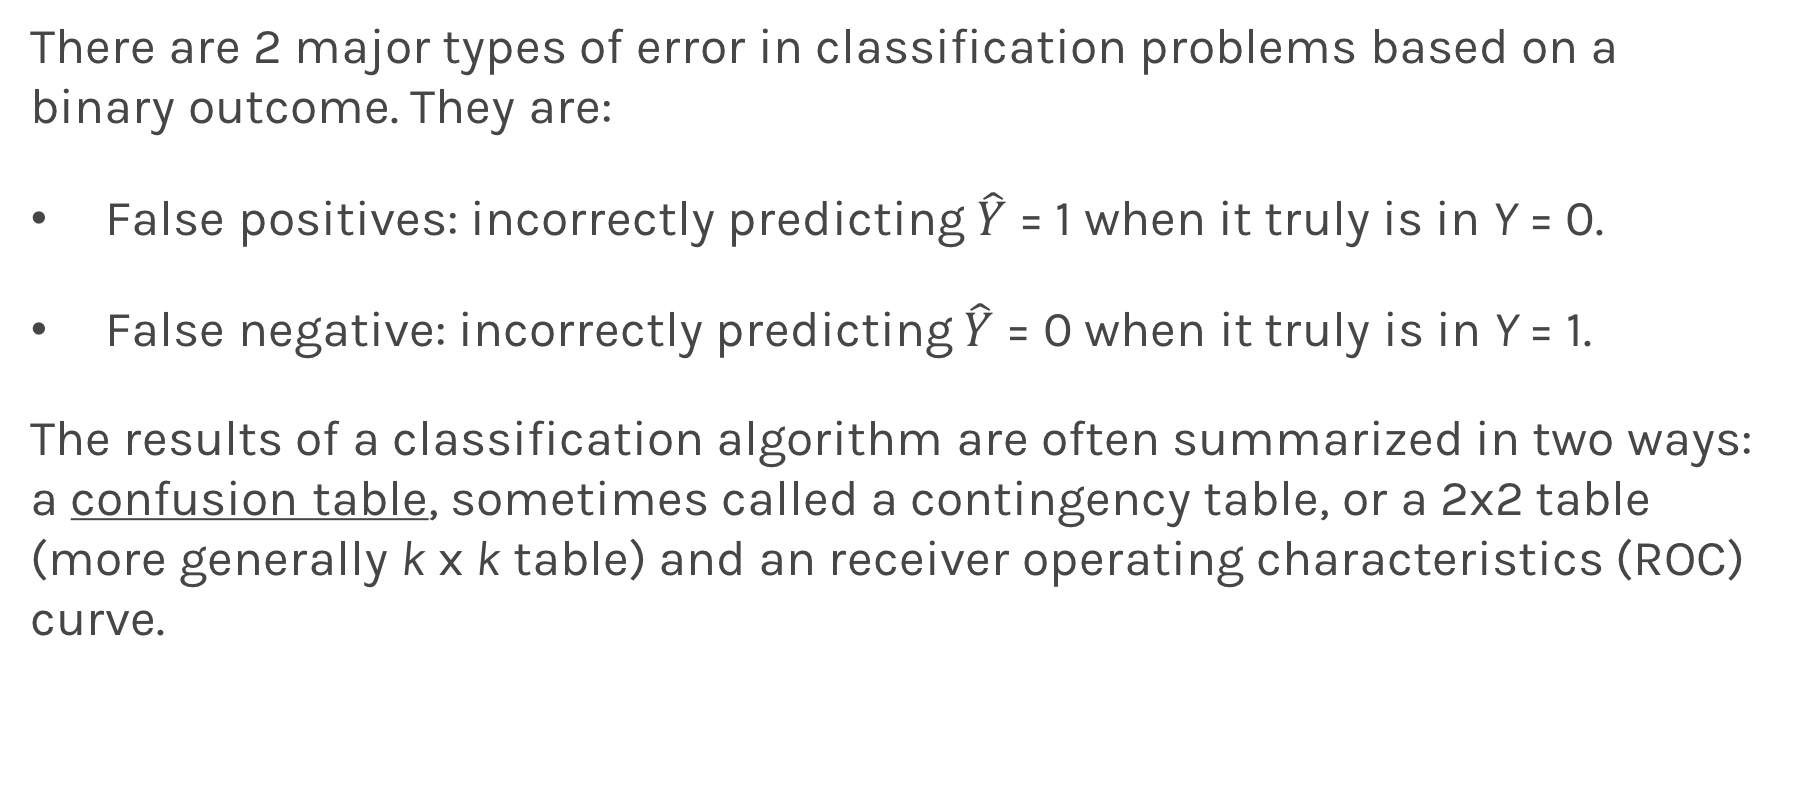 There are 2 major types of error in classification problems based on a
binary outcome. They are:
• False positives: incorrectly predicting Ŷ = 1 when it truly is in Y = 0.
• False negative: incorrectly predicting Ŷ = 0 when it truly is in Y = 1.
The results of a classification algorithm are often summarized in two ways:
a confusion table, sometimes called a contingency table, or a 2x2 table
(more generally k x k table) and an receiver operating characteristics (ROC)
curve.